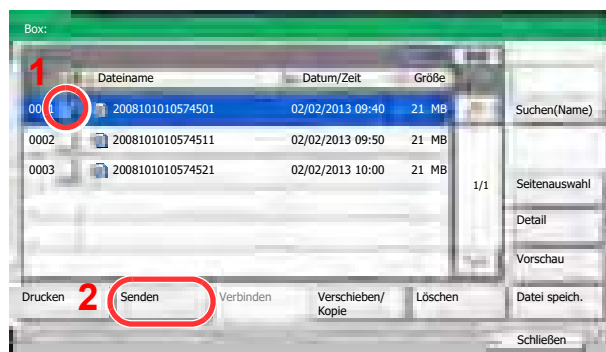 Box:
1
Dateiname Datum/Zeit Größe
0001 2008101010574501 02/02/2013 09:40 21 MB
Suchen(Name)
0002 2008101010574511 02/02/2013 09:50 21 MB
0003 2008101010574521 02/02/2013 10:00 21 MB
1/1
Seitenauswahl
Detail
Vorschau
Drucken
2
Senden
Verbinden
Verschieben/
Kopie
Löschen
Datei speich.
Schließen